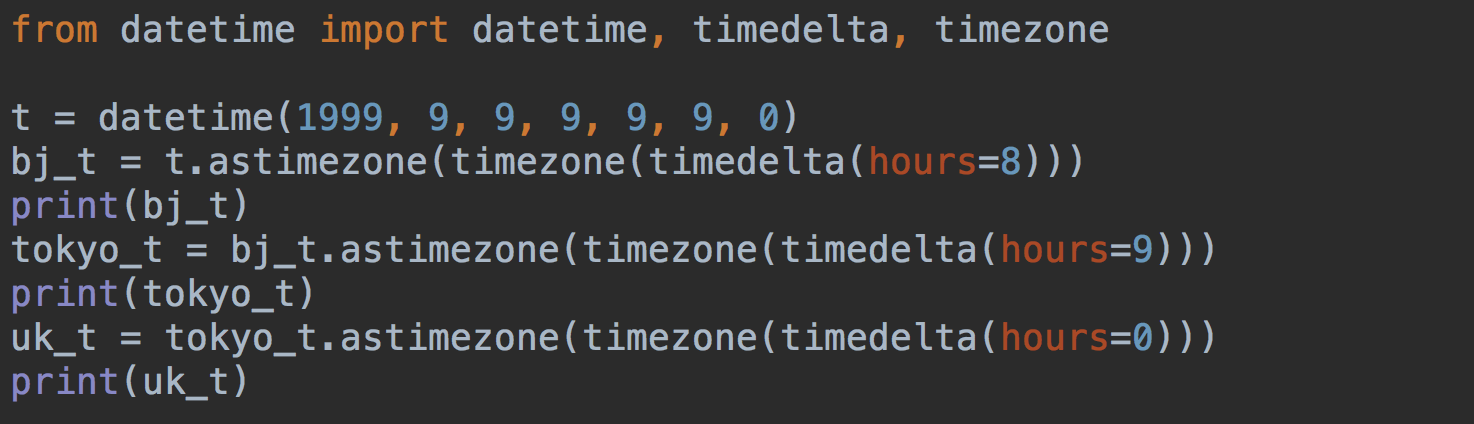 from datetime import datetime, timedelta, timezone
t = datetime(1999, 9, 9, 9, 9, 9, 0)
bj_t = t.astimezone(timezone(timedelta(hours=8)))
print(bj_t)
tokyo_t = bj_t.astimezone(timezone(timedelta(hours=9)))
print(tokyo_t)
uk_t = tokyo_t.astimezone(timezone(timedelta(hours=0)))
print(uk_t)